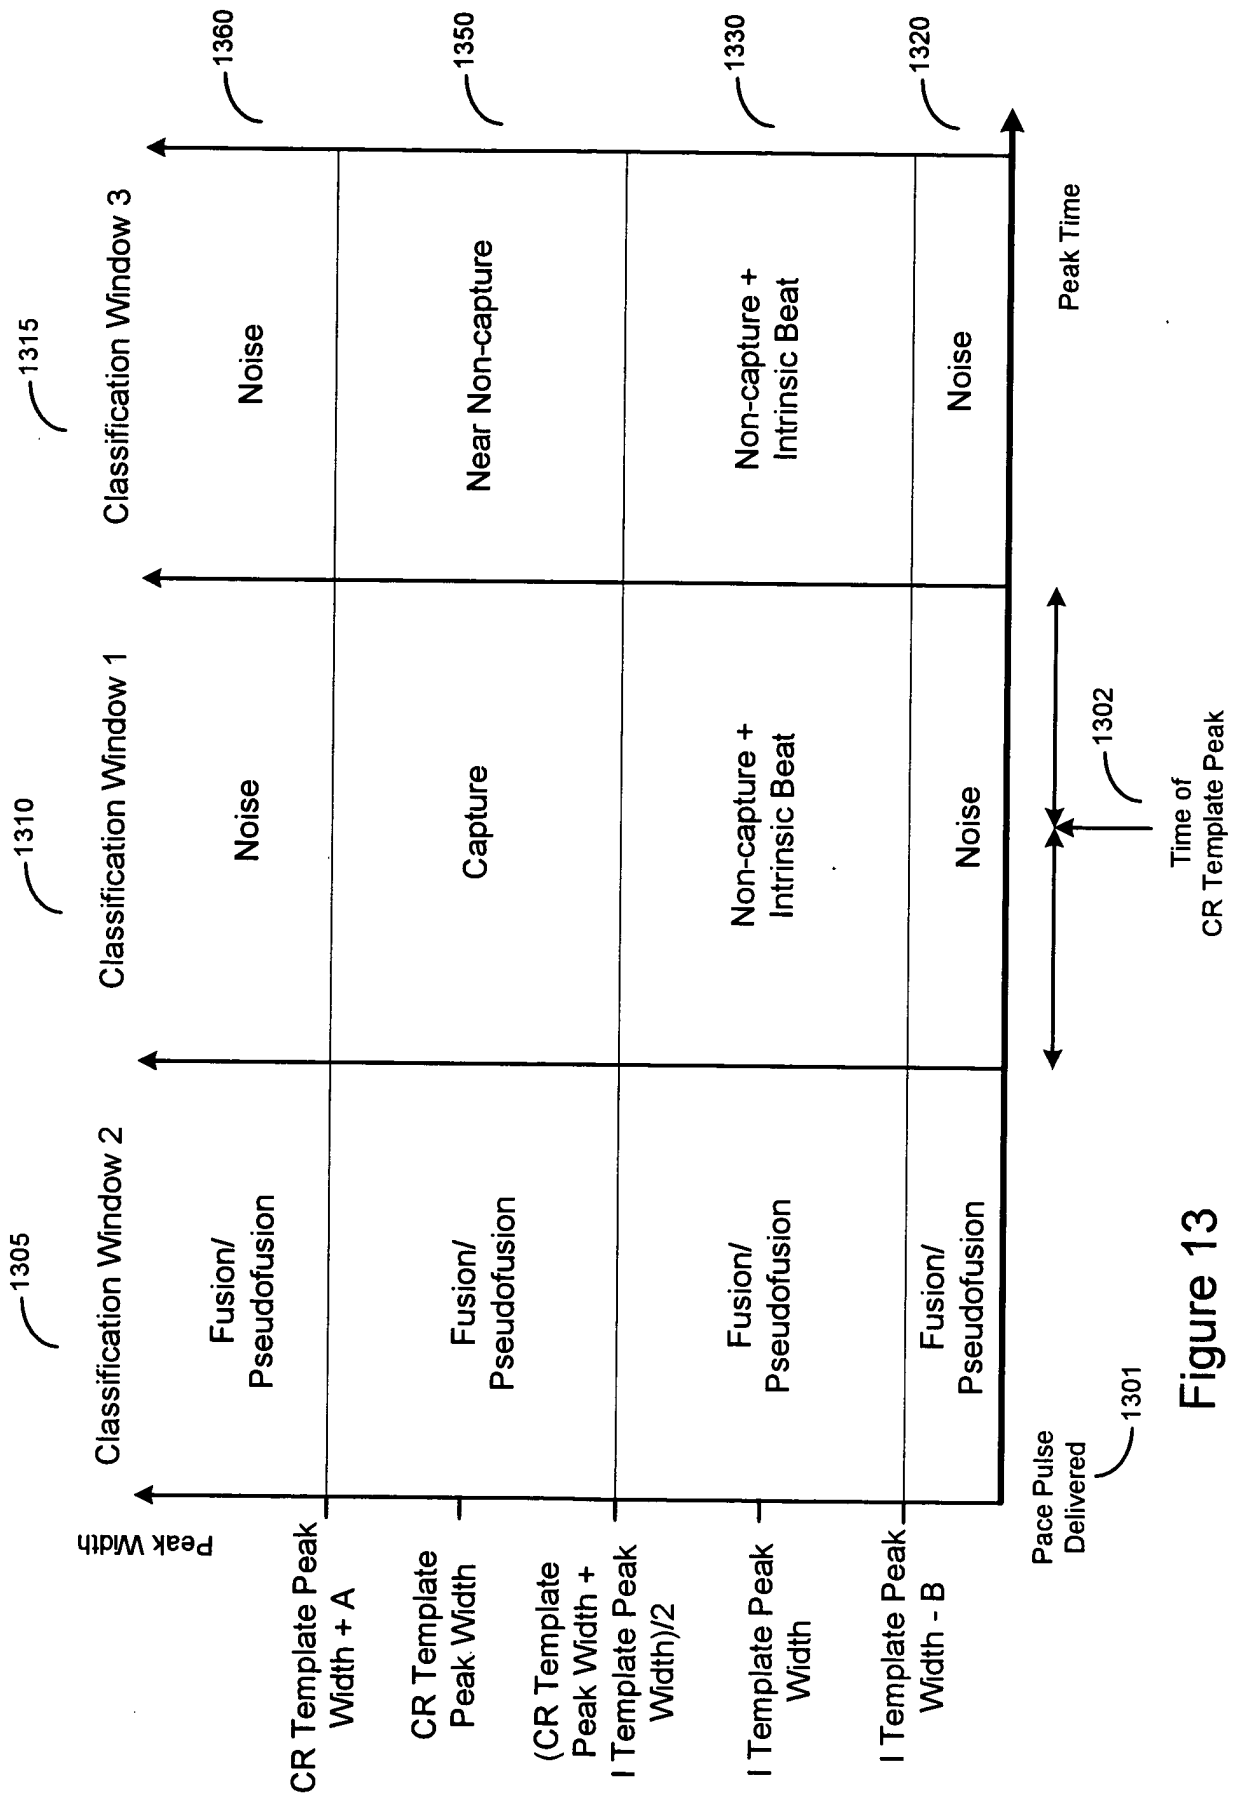 1305
1310
1315
Classification Window 2
Classification Window 1
Classification Window 3
Peak Width
1360
1350
1330
1320
CR Template Peak
Width + A
CR Template
Peak Width
(CR Template
Peak Width +
I Template Peak
Width)/2
I Template Peak
Width
I Template Peak
Width - B
Fusion/
Pseudofusion
Noise
Noise
Fusion/
Pseudofusion
Capture
Near Non-capture
Fusion/
Pseudofusion
Non-capture +
Intrinsic Beat
Non-capture +
Intrinsic Beat
Fusion/
Pseudofusion
Noise
Noise
Pace Pulse
Delivered
1301
1302
Time of
CR Template Peak
Peak Time
Figure 13